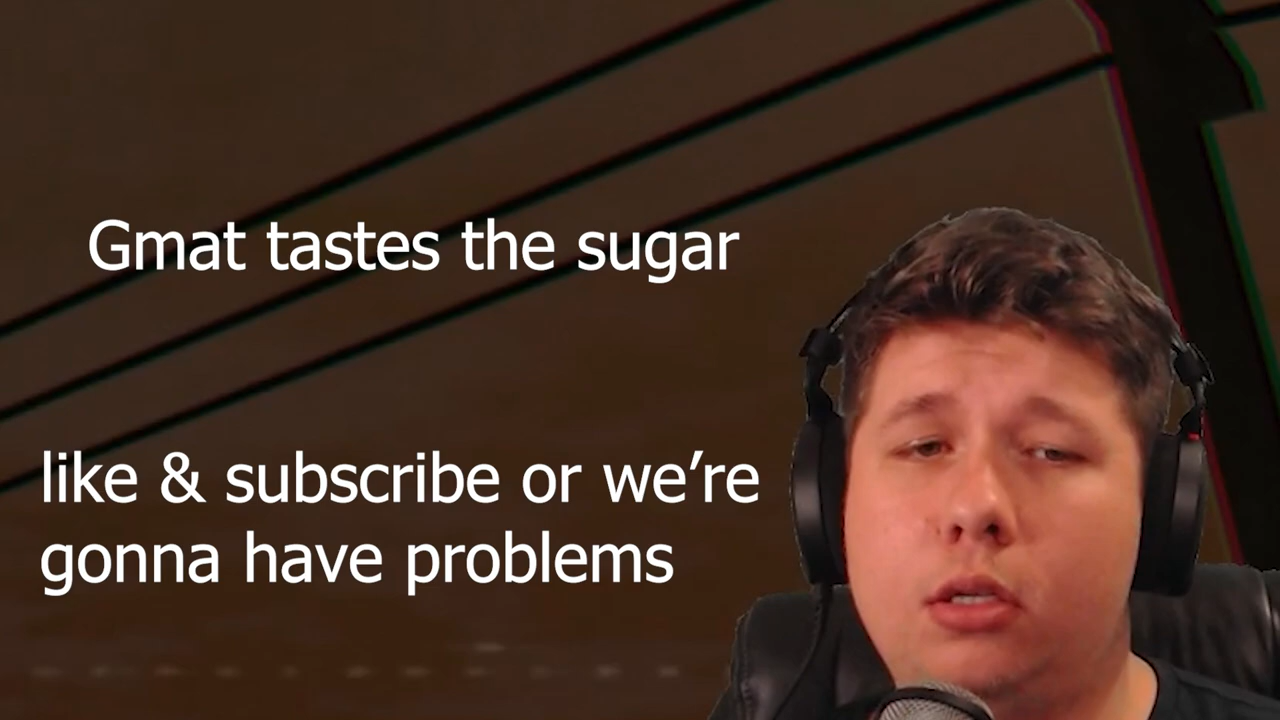 Gmat tastes the sugar
like & subscribe or we’re
gonna have problems